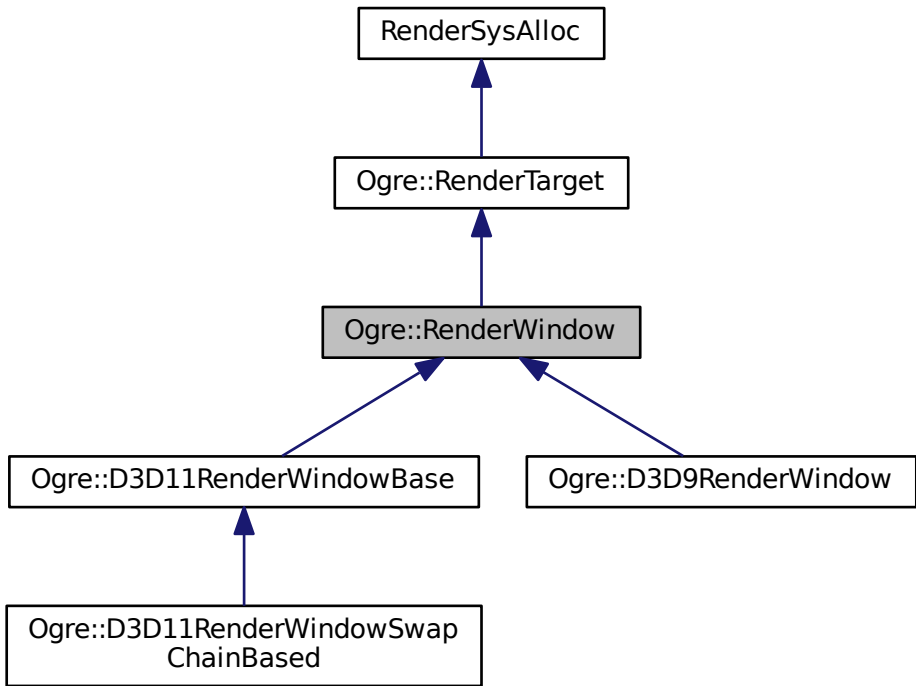 RenderSysAlloc
Ogre::RenderTarget
Ogre::RenderWindow
Ogre::D3D11RenderWindowBase
Ogre::D3D9RenderWindow
Ogre::D3D11RenderWindowSwap
ChainBased